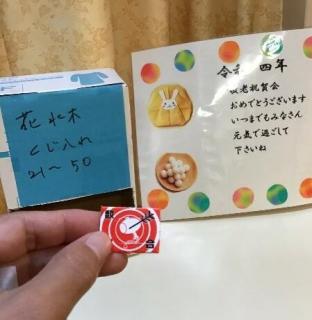 花水木
くじ入れ
21～50
令和四年
敬老祝賀会
おめでとうございます
いつまでもみなさん
元気で過ごして
下さいね